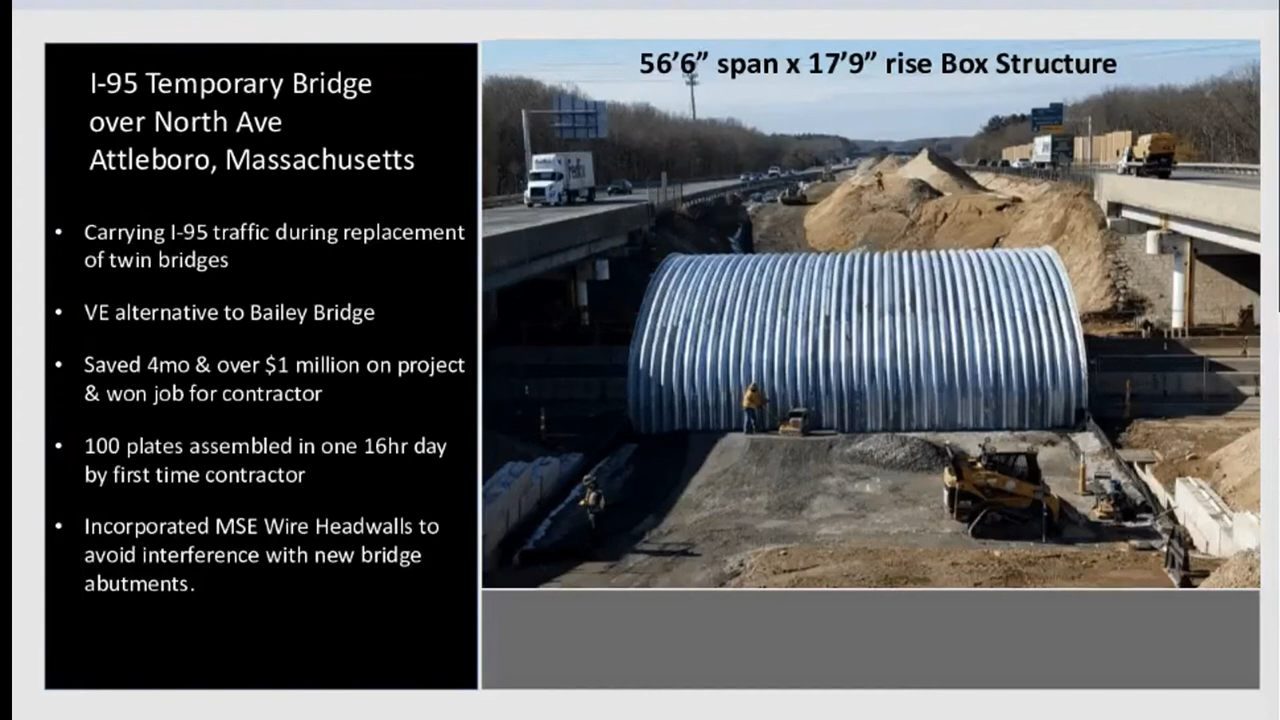 I-95 Temporary Bridge
over North Ave
Attleboro, Massachusetts
• Carrying I-95 traffic during replacement
of twin bridges
• VE alternative to Bailey Bridge
• Saved 4mo & over $1 million on project
& won job for contractor
• 100 plates assembled in one 16hr day
by first time contractor
• Incorporated MSE Wire Headwalls to
avoid interference with new bridge
abutments.
56’6” span x 17’9” rise Box Structure